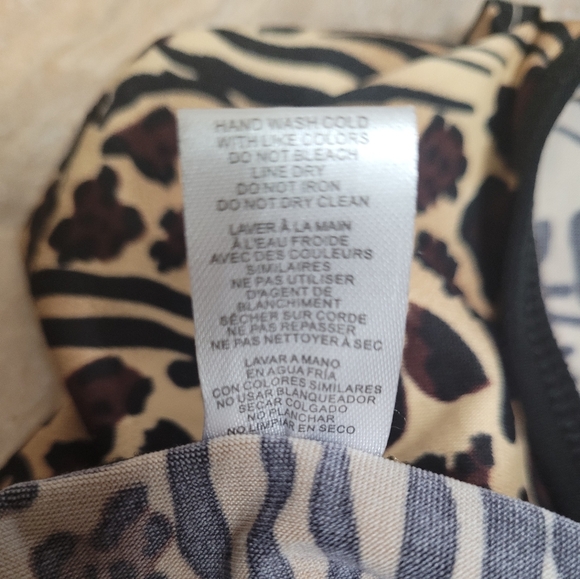 HAND WASH COLD
WITH LIKE COLORS
DO NOT BLEACH
LINE DRY
DO NOT IRON
DO NOT DRY CLEAN
LAVER À LA MAIN
À L'EAU FROIDE
AVEC DES COULEURS
SIMILAIRES
NE PAS UTILISER
D'AGENT DE
BLANCHIMENT
SÉCHER SUR CORDE
NE PAS REPASSER
NE PAS NETTOYER À SEC
LAVAR A MANO
EN AGUA FRIA
CON COLORES SIMILARES
NO USAR BLANQUEADOR
SECAR COLGADO
NO PLANCHAR
NO LIMPIAR EN SECO